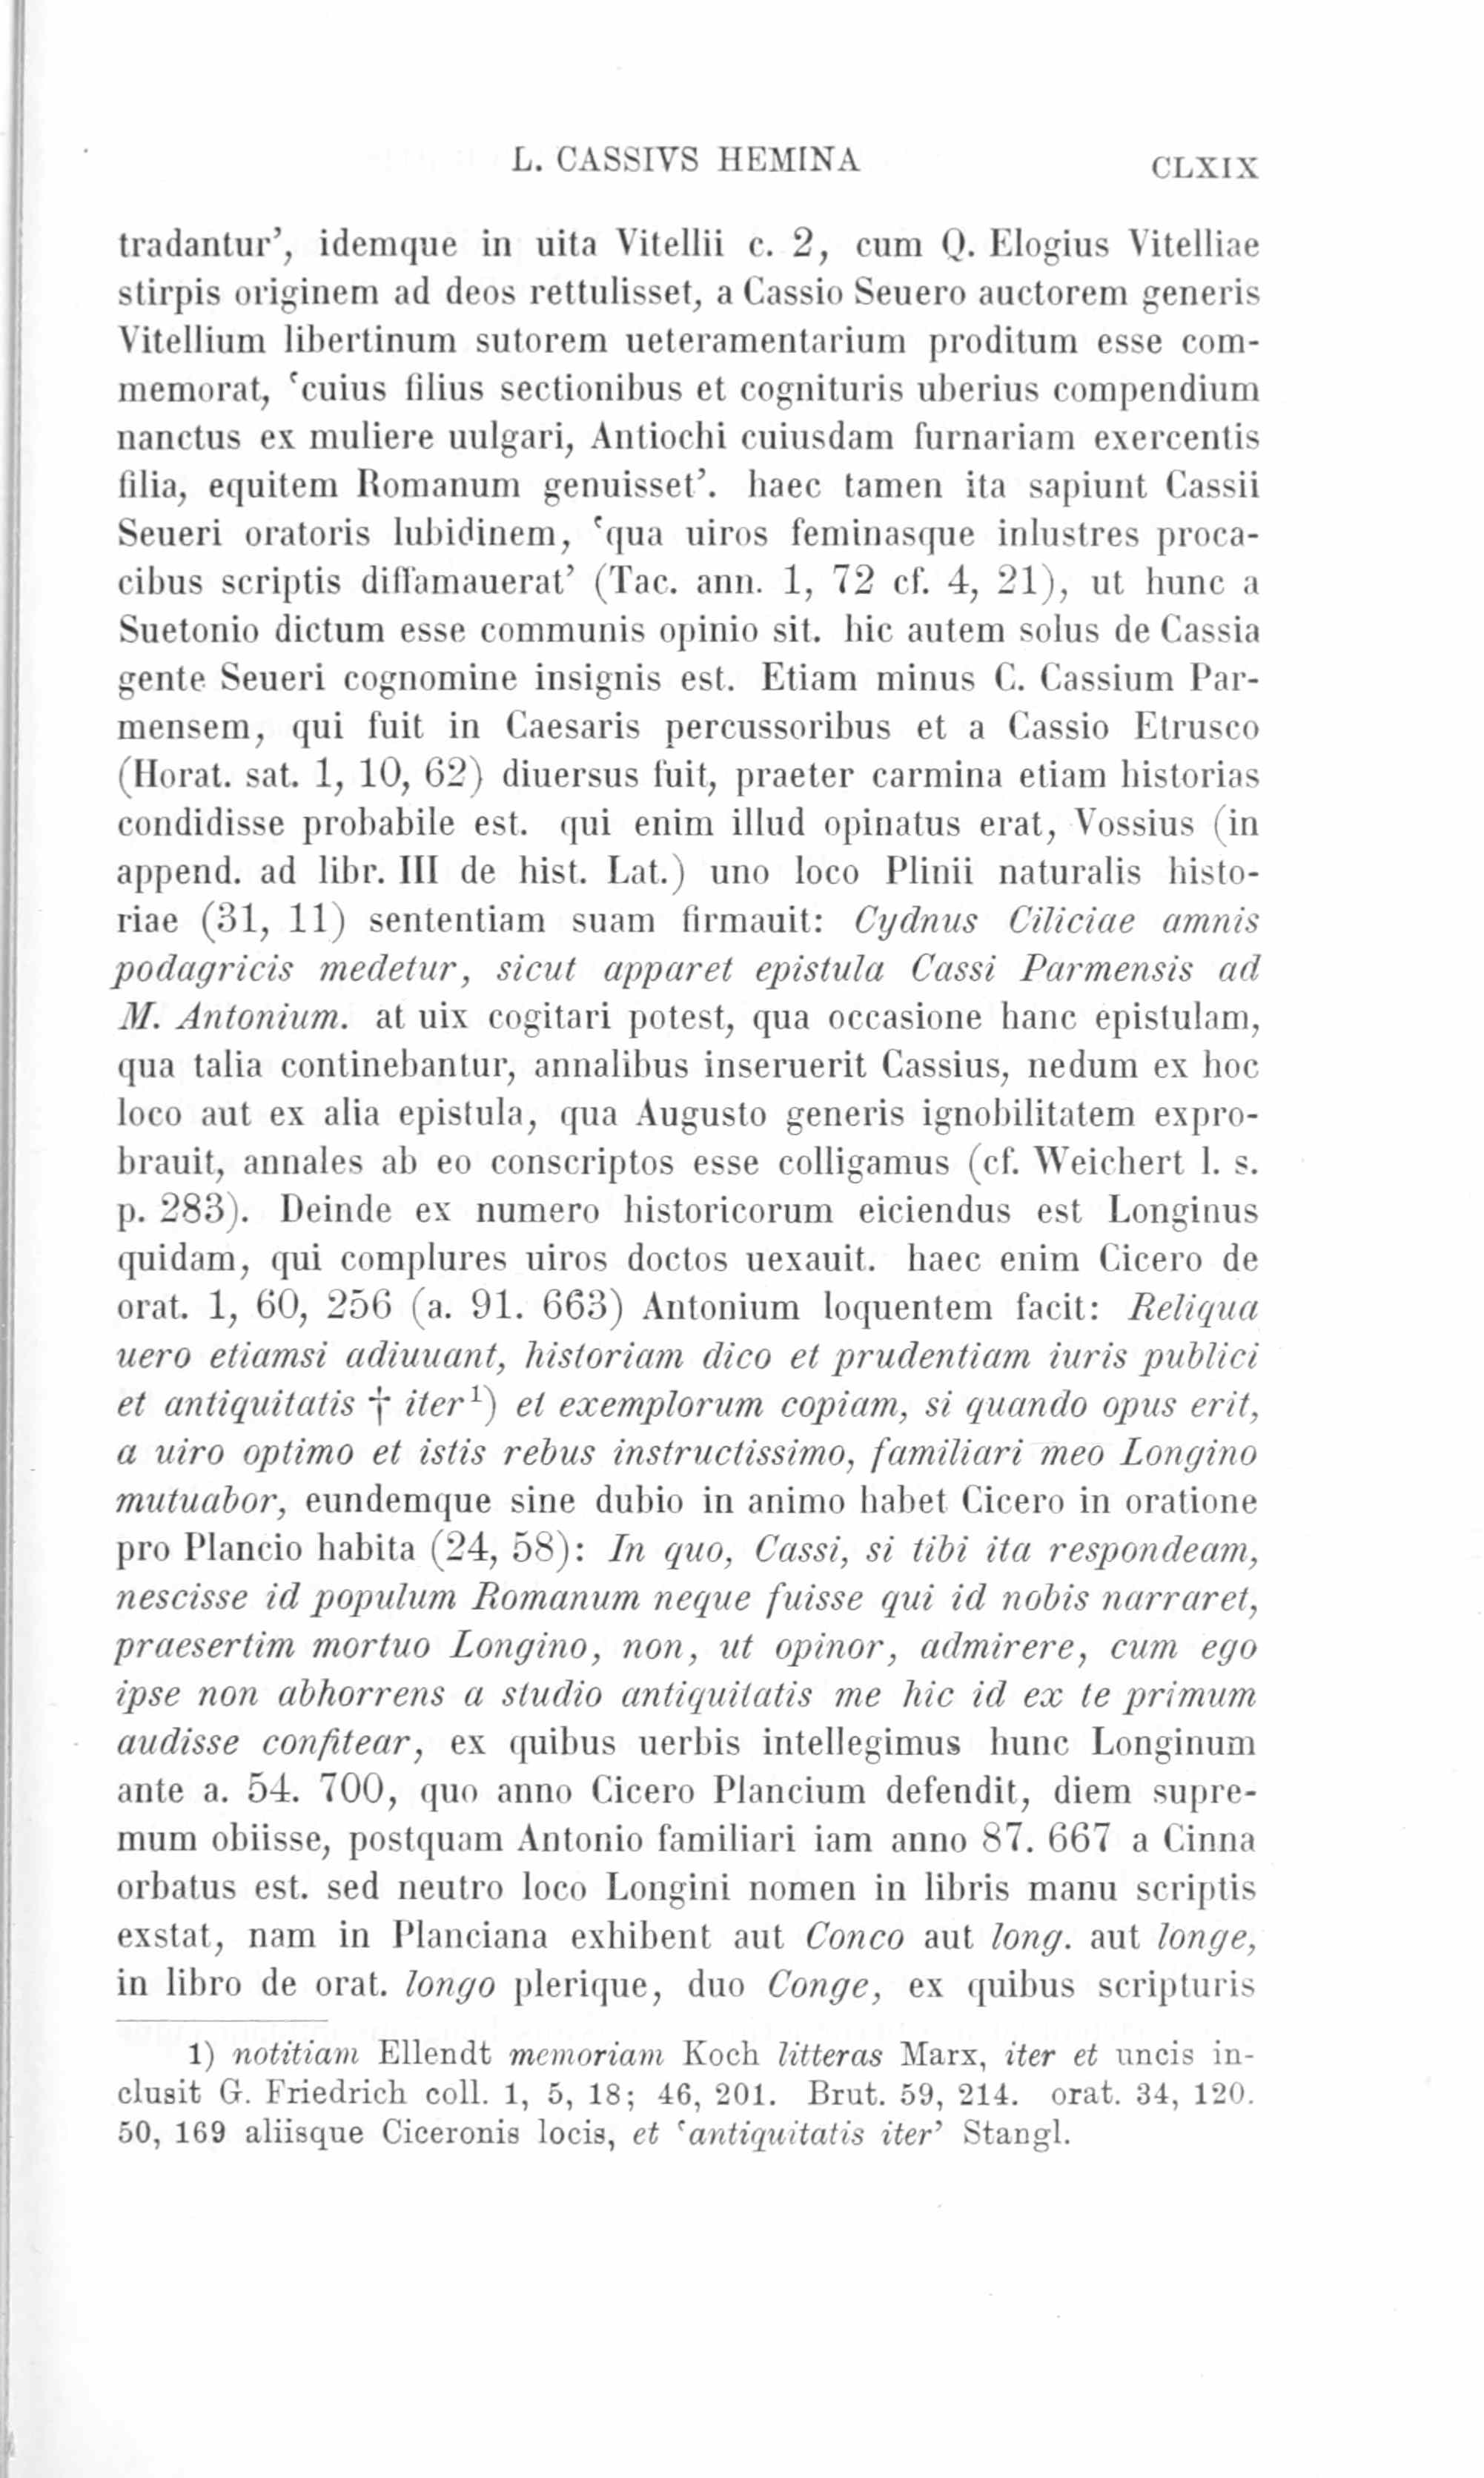 L. CASSIVS HEMINA CLXIX
tradantur’, idemque in uita Vitellii c. 2, cum Q. Elogius Vitelliae
stirpis originem ad deos rettulisset, a Cassio Seuero auctorem generis
Vitellium libertinum sutorem ueteramentarium proditum esse com-
memorat, ‘cuius filius sectionibus et cognituris uberius compendium
nanctus ex muliere uulgari, Antiochi cuiusdam furnariam exercentis
filia, equitem Romanum genuisset’. haec tamen ita sapiunt Cassii
Seueri oratoris lubidinem, ‘qua uiros feminasque inlustres proca-
cibus scriptis diffamauerat’ (Tac. ann. 1, 72 cf. 4, 21), ut hunc a
Suetonio dictum esse communis opinio sit. hic autem solus de Cassia
gente Seueri cognomine insignis est. Etiam minus C. Cassium Par-
mensem, qui fuit in Caesaris percussoribus et a Cassio Etrusco
(Horat. sat. 1, 10, 62) diuersus fuit, praeter carmina etiam historias
condidisse probabile est. qui enim illud opinatus erat, Vossius (in
append. ad libr. III de hist. Lat.) uno loco Plinii naturalis histo-
riae (31, 11) sententiam suam firmauit: Cydnus Ciliciae amnis
podagricis medetur, sicut apparet epistula Cassi Parmensis ad
M. Antonium. at uix cogitari potest, qua occasione hanc epistulam,
qua talia continebantur, annalibus inseruerit Cassius, nedum ex hoc
loco aut ex alia epistula, qua Augusto generis ignobilitatem expro-
brauit, annales ab eo conscriptos esse colligamus (cf. Weichert l. s.
p. 283). Deinde ex numero historicorum eiciendus est Longinus
quidam, qui complures uiros doctos uexauit. haec enim Cicero de
orat. 1, 60, 256 (a. 91. 663) Antonium loquentem facit: Reliqua
uero etiamsi adiuuant, historiam dico et prudentiam iuris publici
et antiquitatis † iter¹) et exemplorum copiam, si quando opus erit,
a uiro optimo et istis rebus instructissimo, familiari meo Longino
mutuabor, eundemque sine dubio in animo habet Cicero in oratione
pro Plancio habita (24, 58): In quo, Cassi, si tibi ita respondeam,
nescisse id populum Romanum neque fuisse qui id nobis narraret,
praesertim mortuo Longino, non, ut opinor, admirere, cum ego
ipse non abhorrens a studio antiquitatis me hic id ex te primum
audisse confitear, ex quibus uerbis intellegimus hunc Longinum
ante a. 54. 700, quo anno Cicero Plancium defendit, diem supre-
mum obiisse, postquam Antonio familiari iam anno 87. 667 a Cinna
orbatus est. sed neutro loco Longini nomen in libris manu scriptis
exstat, nam in Planciana exhibent aut Conco aut long. aut longe,
in libro de orat. longo plerique, duo Conge, ex quibus scripturis
1) notitiam Ellendt memoriam Koch litteras Marx, iter et uncis in-
clusit G. Friedrich coll. 1, 5, 18; 46, 201. Brut. 59, 214. orat. 34, 120.
50, 169 aliisque Ciceronis locis, et ‘antiquitatis iter’ Stangl.